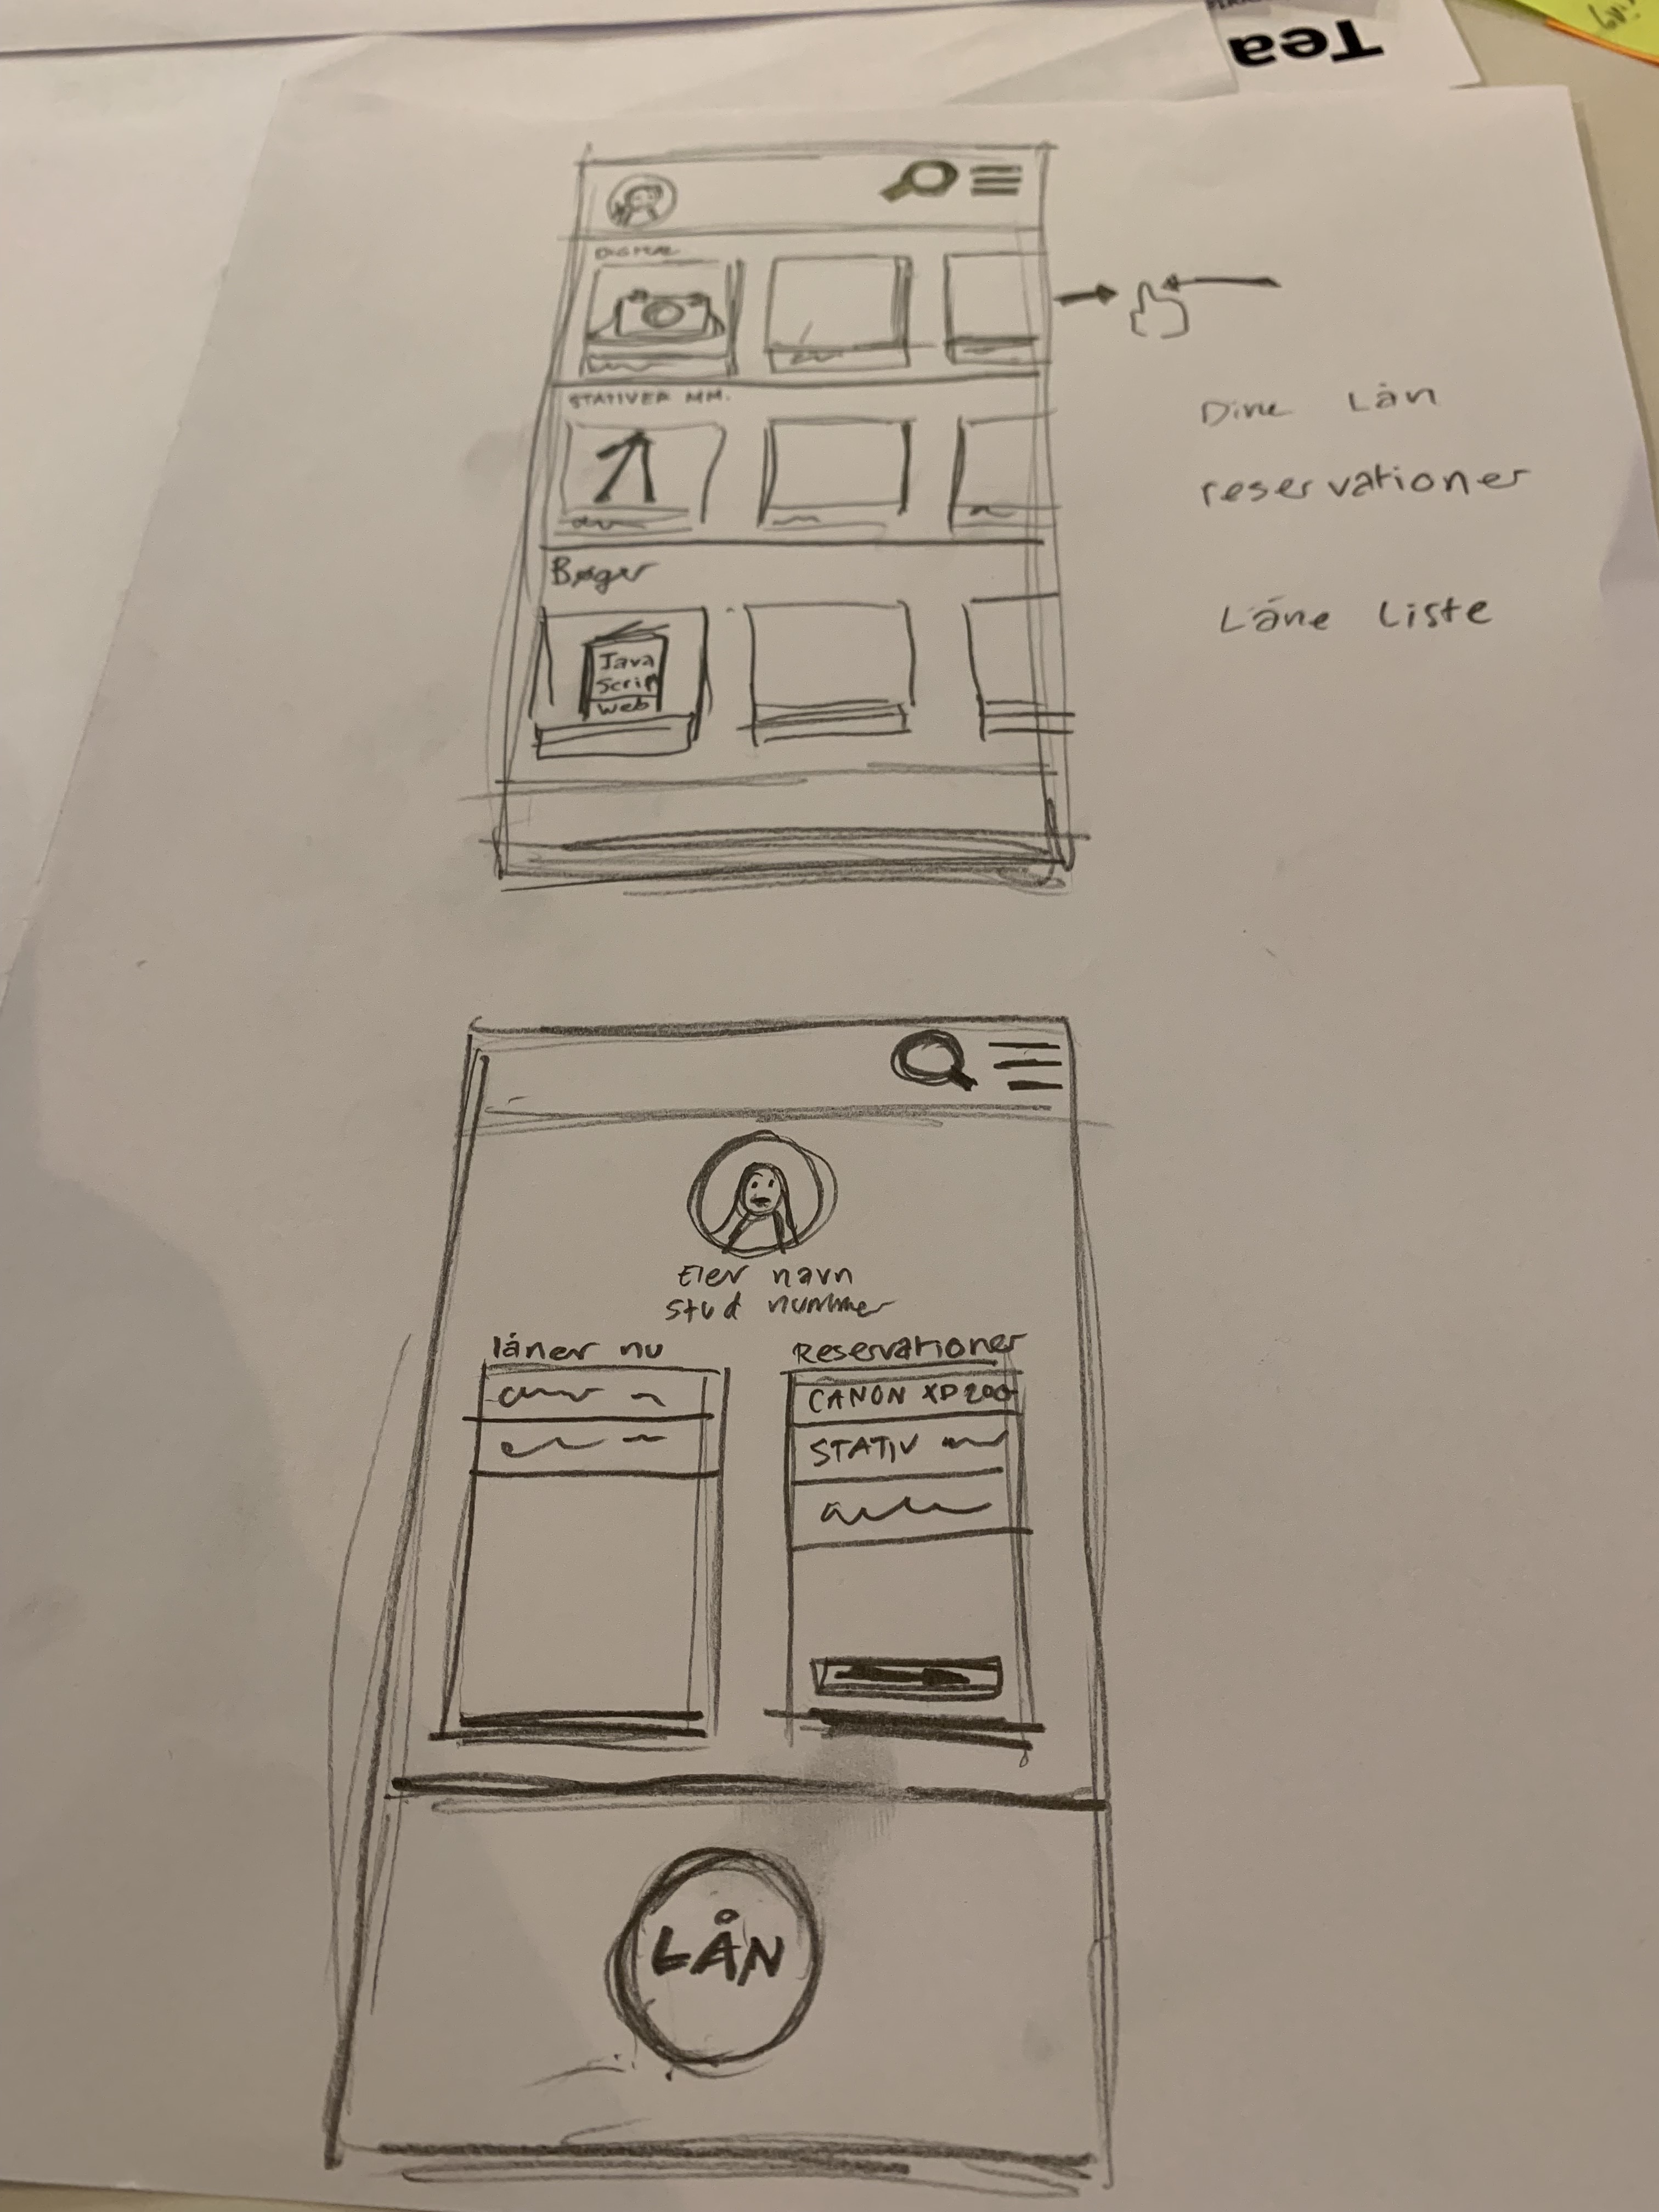 Tea
DIGITAL
STATIVER MM.
Bøger
Java
Scrip
web
Dine Lån
reservationer
Låne Liste
Elev navn
stud nummer
låner nu
Reservationer
CANON XP200
STATIV
LÅN